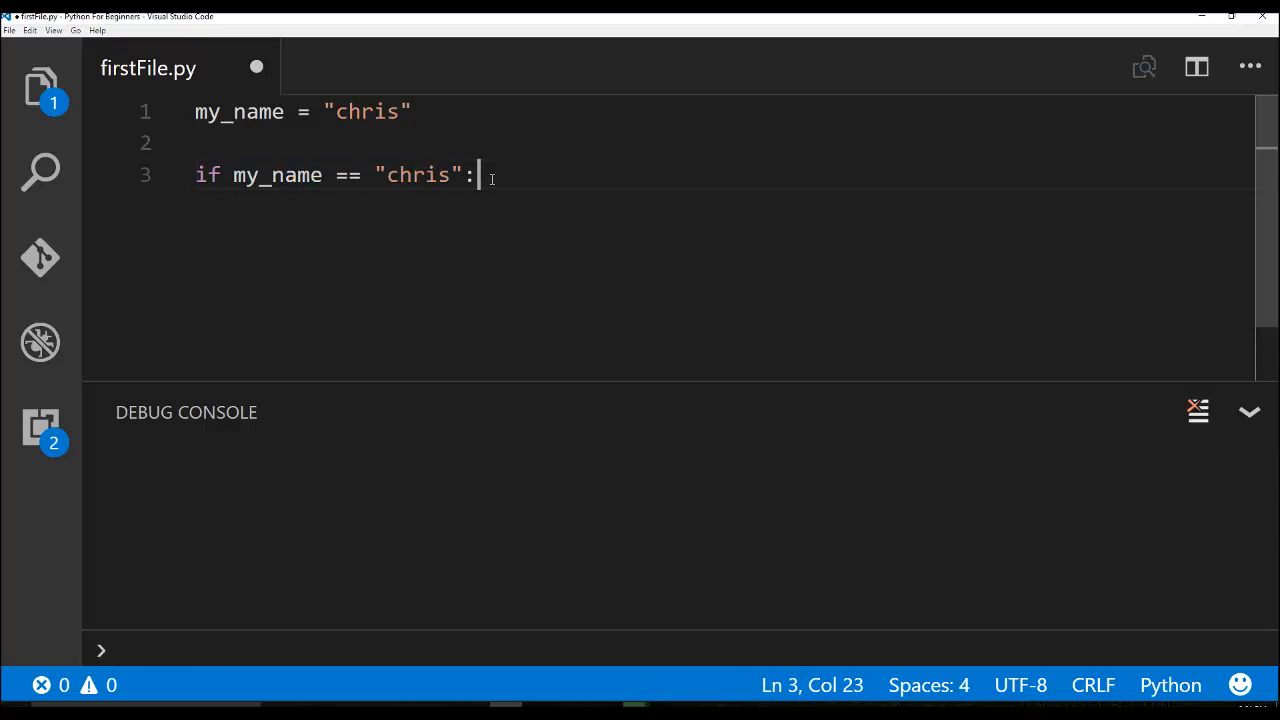 firstFile.py - Python For Beginners - Visual Studio Code
File Edit View Go Help
firstFile.py
1 my_name = "chris"
2
3 if my_name == "chris":
1
2
DEBUG CONSOLE
0 0 Ln 3, Col 23 Spaces: 4 UTF-8 CRLF Python